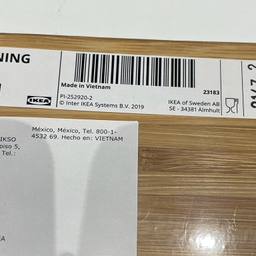 NING
Made in Vietnam
23183
PI-252920-2
© Inter IKEA Systems B.V. 2019
IKEA of Sweden AB
SE - 34381 Älmhult
IKEA
México, México, Tel. 800-1-
4532 69. Hecho en: VIETNAM
IKSO
piso 5,
Tel.: